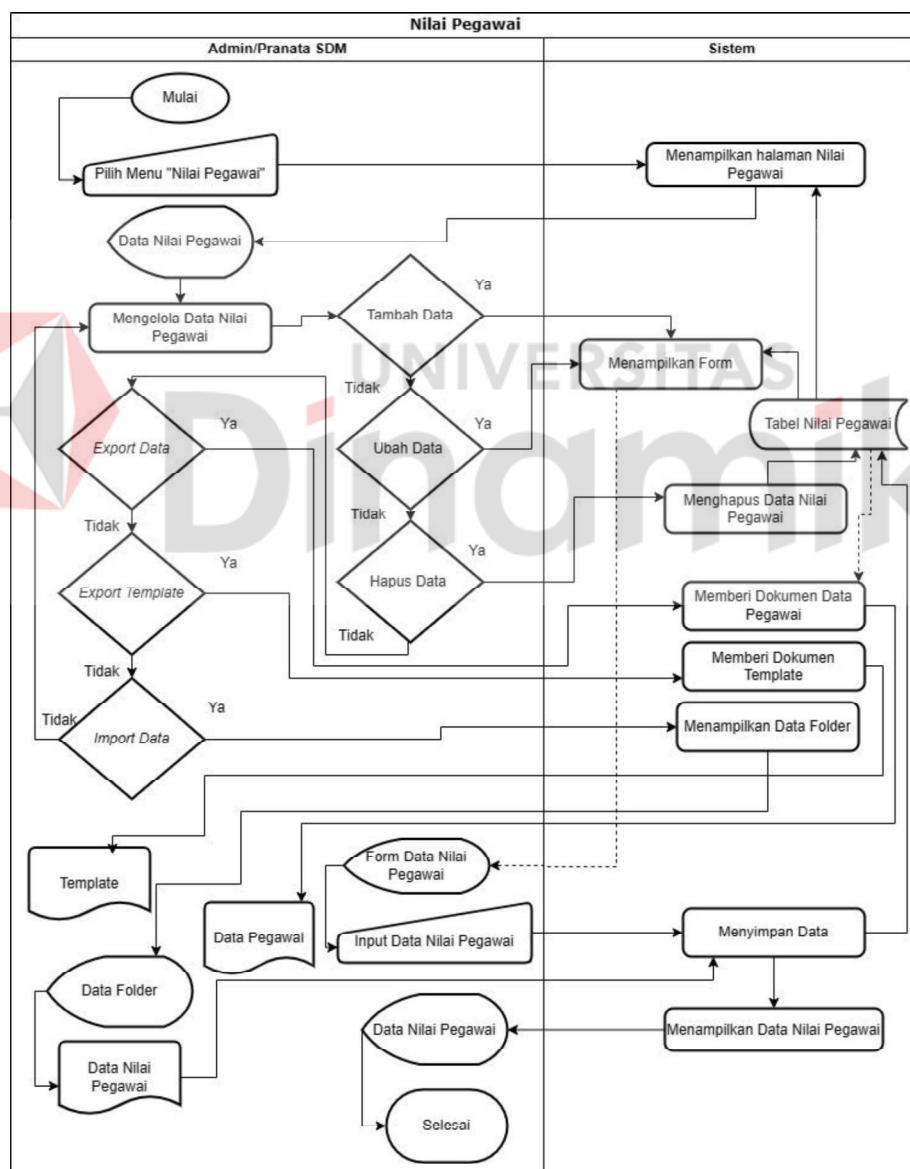 Nilai Pegawai
Admin/Pranata SDM
Sistem
Mulai
Pilih Menu "Nilai Pegawai"
Menampilkan halaman Nilai
Pegawai
Data Nilai Pegawai
Mengelola Data Nilai
Pegawai
Tambah Data
Ya
Tidak
Menampilkan Form
UNIVERSITAS
Dinamik
Export Data
Ya
Tidak
Ubah Data
Ya
Tidak
Tabel Nilai Pegawai
Menghapus Data Nilai
Pegawai
Export Template
Ya
Tidak
Hapus Data
Ya
Tidak
Memberi Dokumen Data
Pegawai
Memberi Dokumen
Template
Tidak
Import Data
Ya
Menampilkan Data Folder
Template
Form Data Nilai
Pegawai
Data Pegawai
Input Data Nilai Pegawai
Menyimpan Data
Data Folder
Data Nilai Pegawai
Menampilkan Data Nilai Pegawai
Data Nilai
Pegawai
Selesai